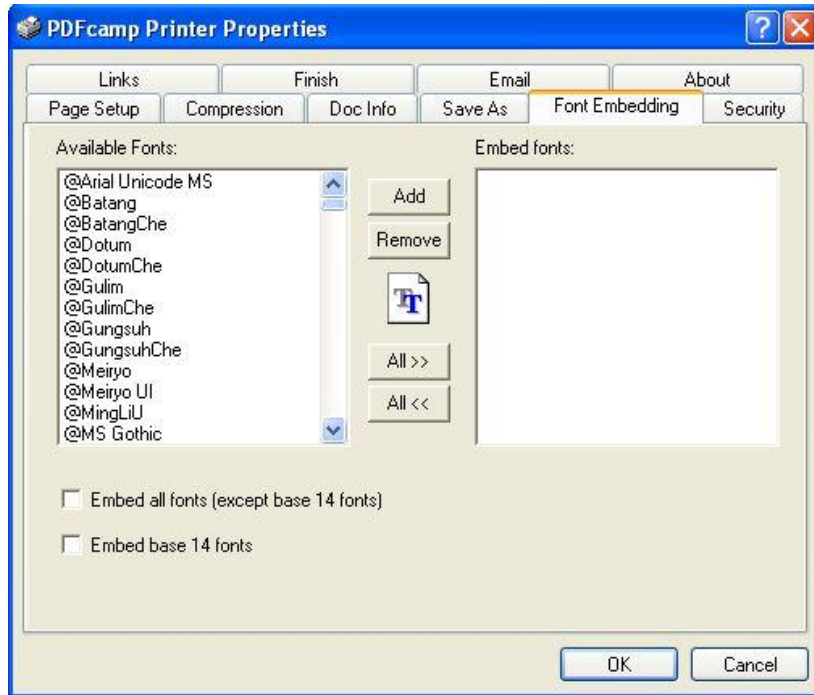 PDFcamp Printer Properties
Links Finish Email About
Page Setup Compression Doc Info Save As Font Embedding Security
Available Fonts: Embed fonts:
@Arial Unicode MS
@Batang
@BatangChe
@Dotum
@DotumChe
@Gulim
@GulimChe
@Gungsuh
@GungsuhChe
@Meiryo
@Meiryo UI
@MingLiU
@MS Gothic
Add
Remove
All >>
All <<
Embed all fonts (except base 14 fonts)
Embed base 14 fonts
OK Cancel